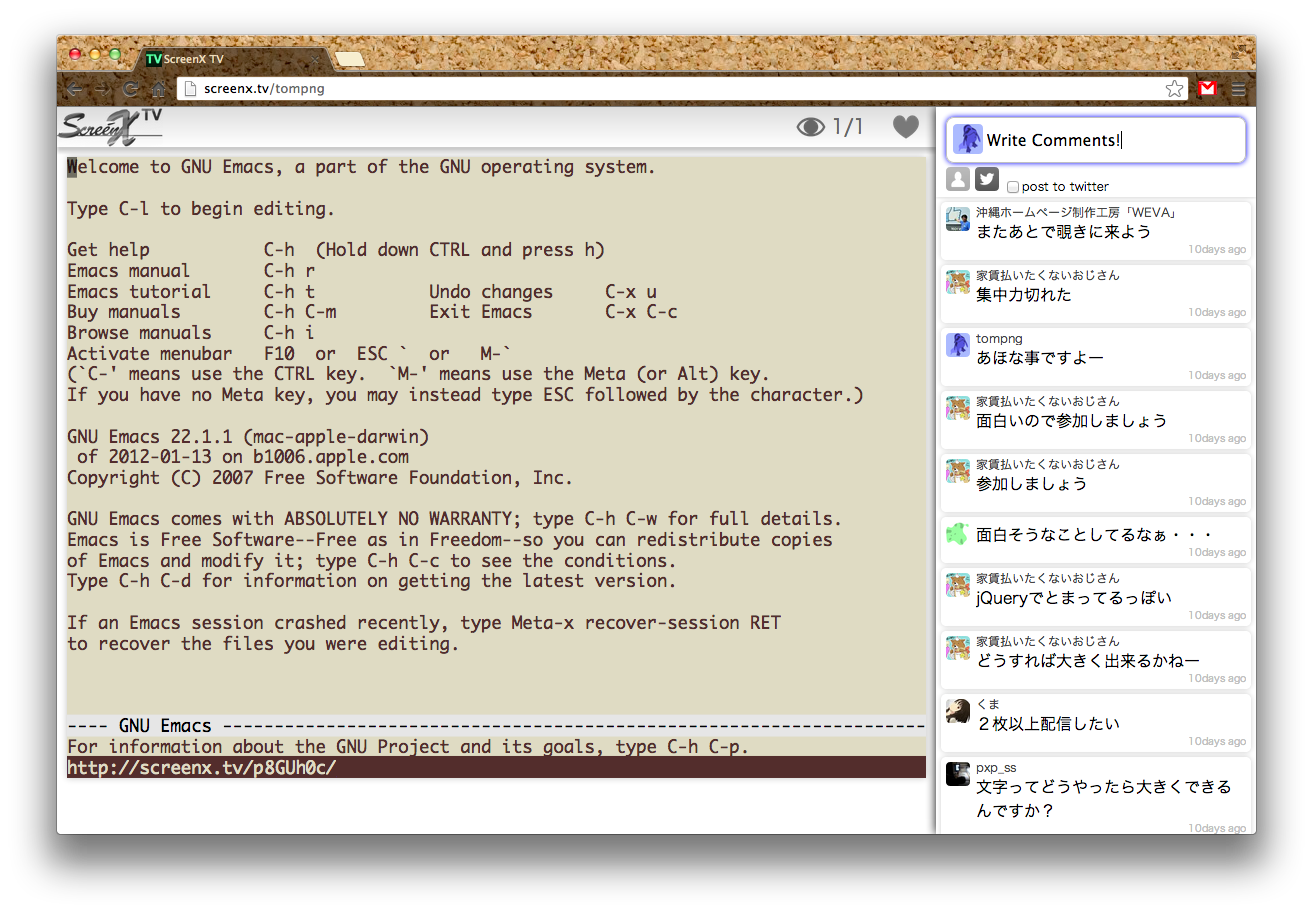 TV ScreenX TV
screenx.tv/tompng
ScreenX TV
1/1
Welcome to GNU Emacs, a part of the GNU operating system.
Type C-l to begin editing.
Get help C-h (Hold down CTRL and press h)
Emacs manual C-h r
Emacs tutorial C-h t Undo changes C-x u
Buy manuals C-h C-m Exit Emacs C-x C-c
Browse manuals C-h i
Activate menubar F10 or ESC ` or M-`
(`C-' means use the CTRL key. `M-' means use the Meta (or Alt) key.
If you have no Meta key, you may instead type ESC followed by the character.)
GNU Emacs 22.1.1 (mac-apple-darwin)
of 2012-01-13 on b1006.apple.com
Copyright (C) 2007 Free Software Foundation, Inc.
GNU Emacs comes with ABSOLUTELY NO WARRANTY; type C-h C-w for full details.
Emacs is Free Software--Free as in Freedom--so you can redistribute copies
of Emacs and modify it; type C-h C-c to see the conditions.
Type C-h C-d for information on getting the latest version.
If an Emacs session crashed recently, type Meta-x recover-session RET
to recover the files you were editing.
---- GNU Emacs --------------------------------------------------------------------
For information about the GNU Project and its goals, type C-h C-p.
http://screenx.tv/p8GUh0c/
Write Comments!
post to twitter
沖縄ホームページ制作工房「WEVA」
またあとで覗きに来よう
10days ago
家賃払いたくないおじさん
集中力切れた
10days ago
tompng
あほな事ですよー
10days ago
家賃払いたくないおじさん
面白いので参加しましょう
10days ago
家賃払いたくないおじさん
参加しましょう
10days ago
面白そうなことしてるなぁ・・・
10days ago
家賃払いたくないおじさん
jQueryでとまってるっぽい
10days ago
家賃払いたくないおじさん
どうすれば大きく出来るかねー
10days ago
くま
２枚以上配信したい
10days ago
pxp_ss
文字ってどうやったら大きくできる
んですか？
10days ago